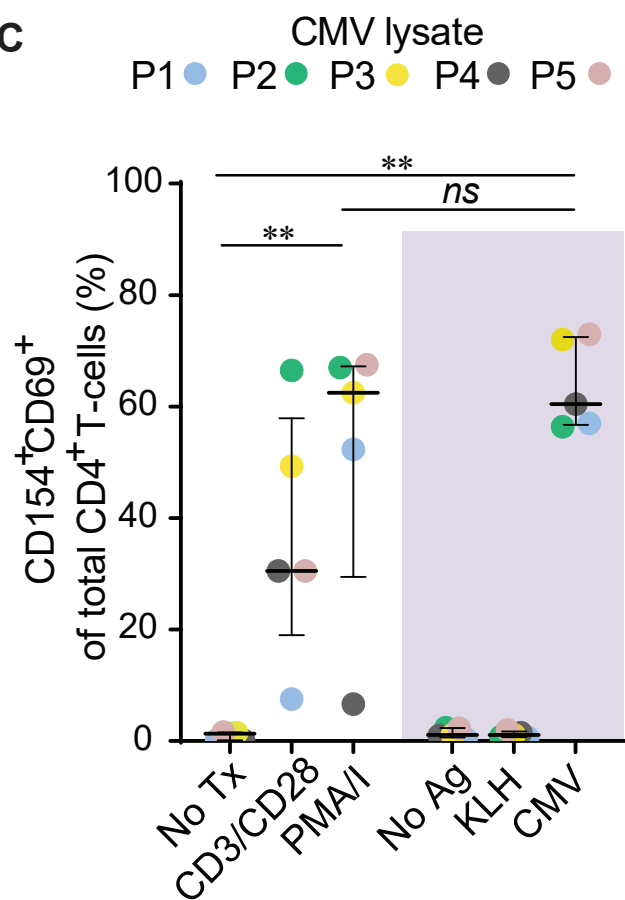 C
CMV lysate
P1 P2 P3 P4 P5
**
ns
**
100
80
60
40
20
0
CD154⁺CD69⁺
of total CD4⁺T-cells (%)
No Tx
CD3/CD28
PMA/I
No Ag
KLH
CMV